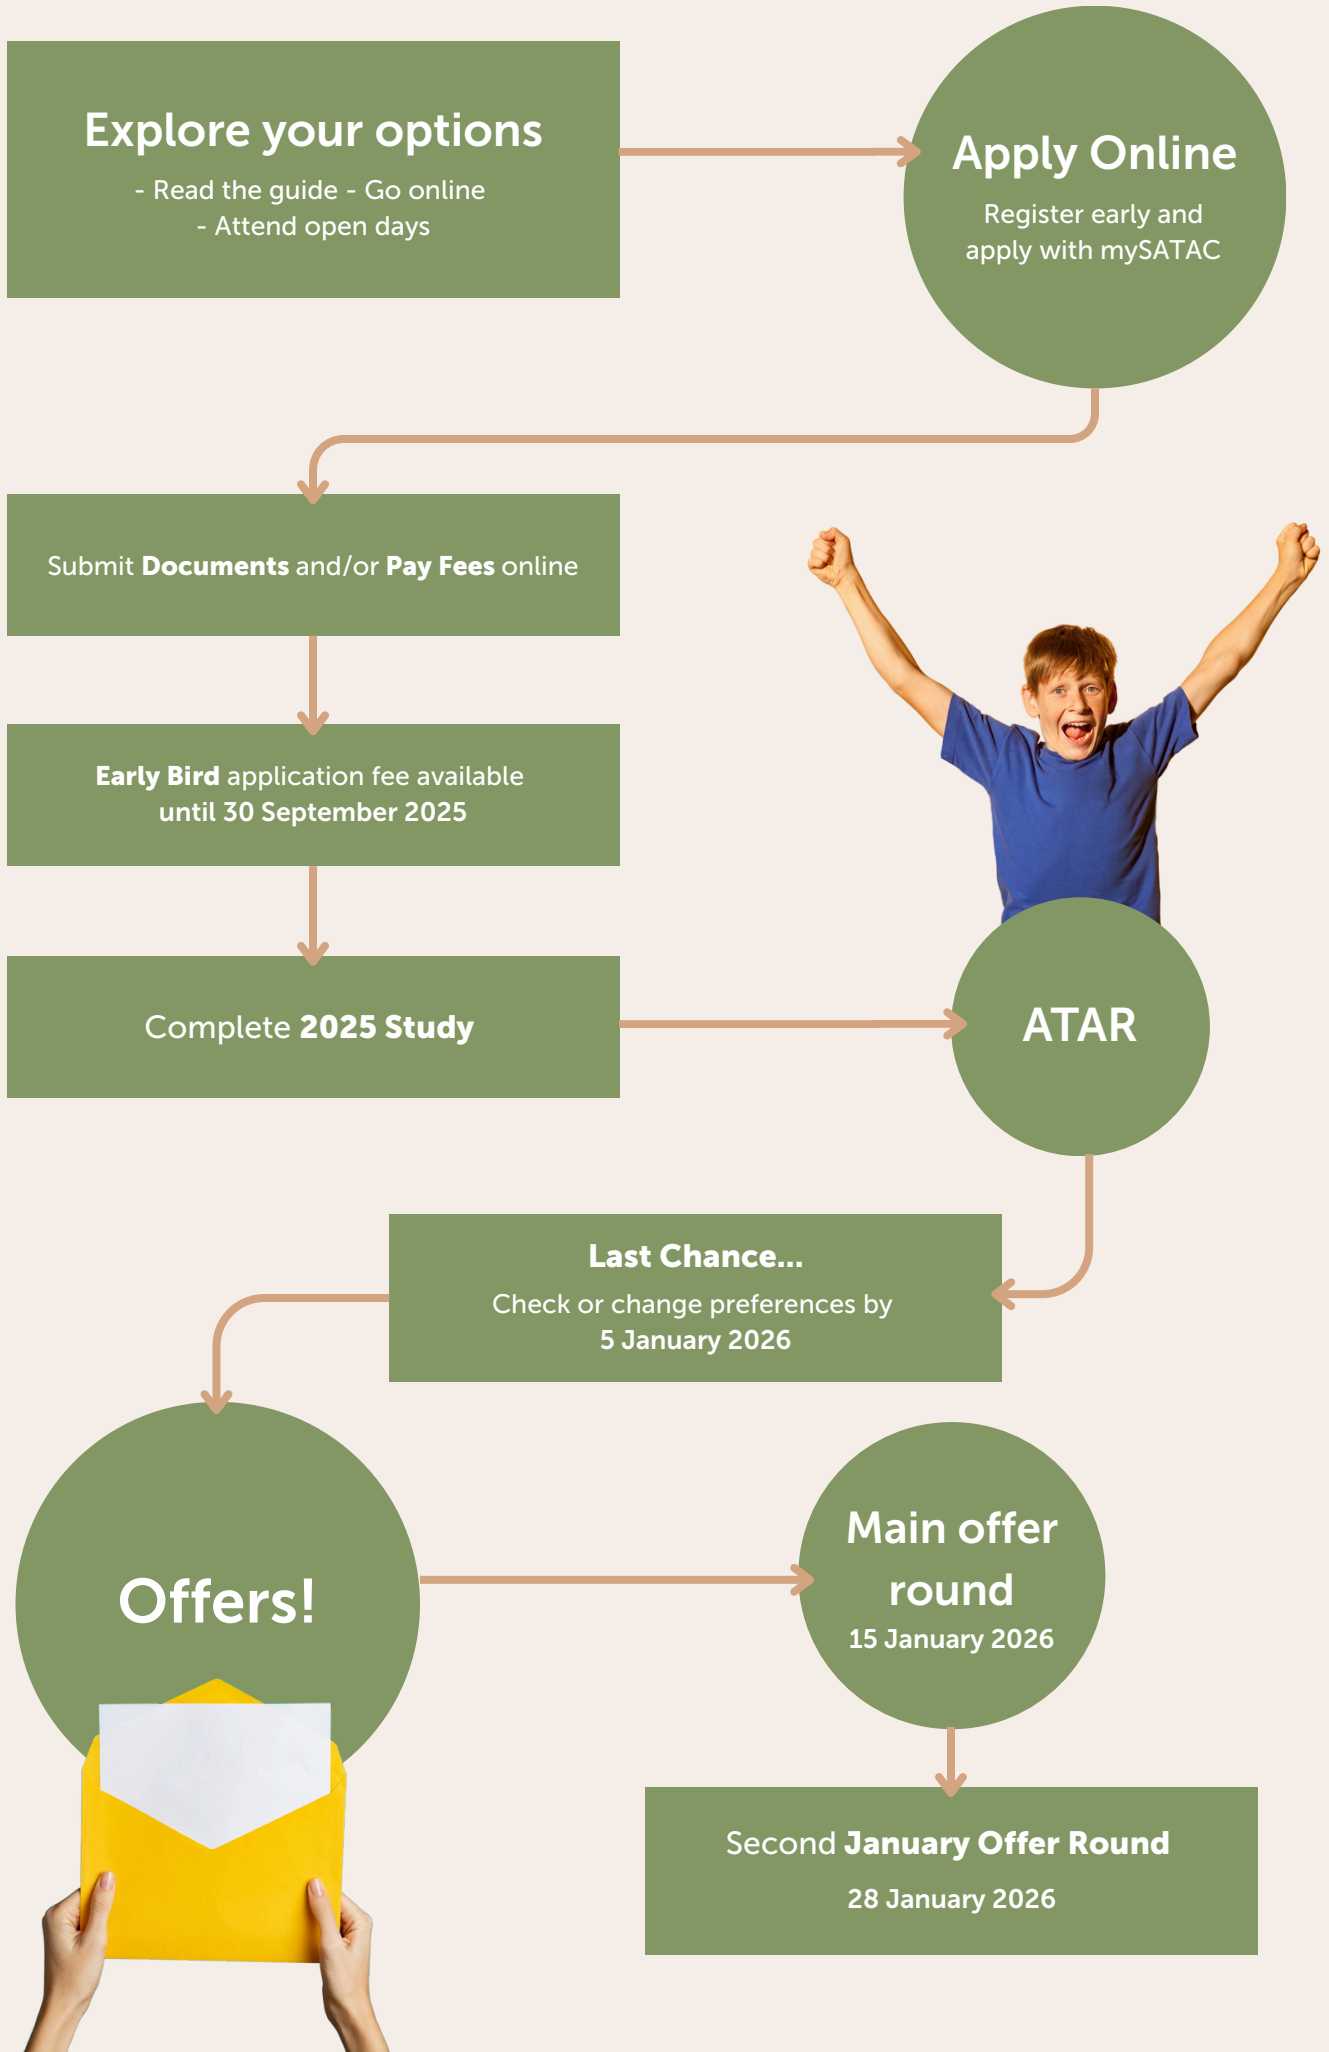 Explore your options
- Read the guide - Go online
- Attend open days
Apply Online
Register early and
apply with mySATAC
Submit Documents and/or Pay Fees online
Early Bird application fee available
until 30 September 2025
Complete 2025 Study
ATAR
Last Chance...
Check or change preferences by
5 January 2026
Offers!
Main offer
round
15 January 2026
Second January Offer Round
28 January 2026